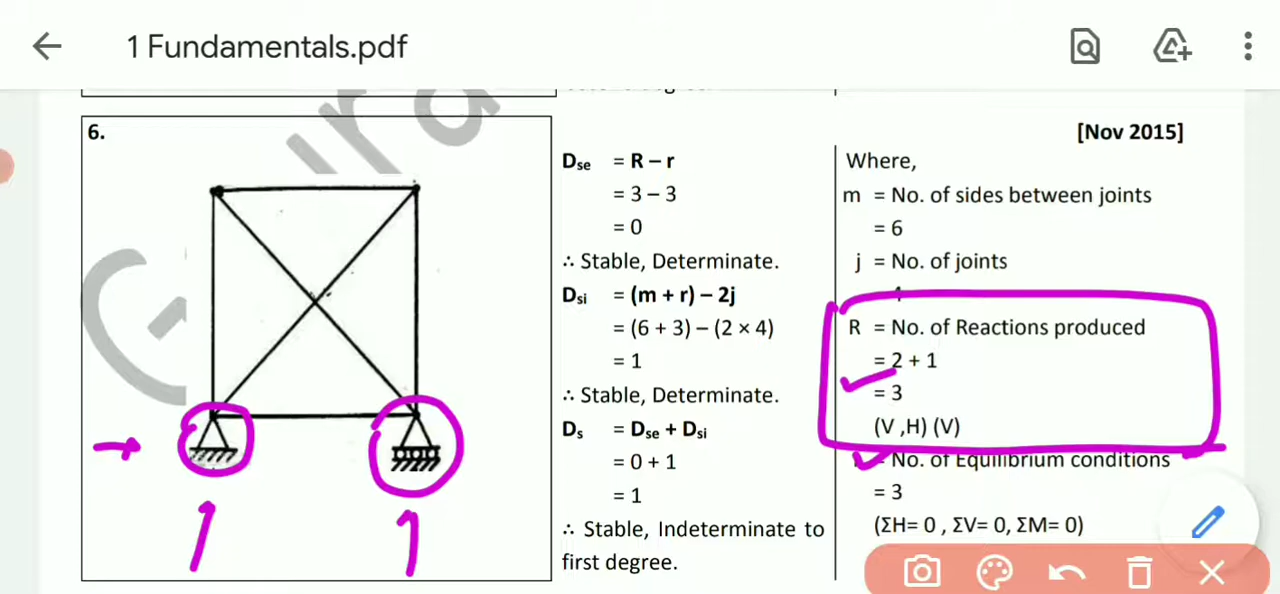 1 Fundamentals.pdf
6.
[Nov 2015]
Dse = R – r
= 3 – 3
= 0
∴ Stable, Determinate.
Dsi = (m + r) – 2j
= (6 + 3) – (2 × 4)
= 1
∴ Stable, Determinate.
Ds = Dse + Dsi
= 0 + 1
= 1
∴ Stable, Indeterminate to
first degree.
Where,
m = No. of sides between joints
= 6
j = No. of joints
R = No. of Reactions produced
= 2 + 1
= 3
(V ,H) (V)
= No. of Equilibrium conditions
= 3
(ΣH= 0 , ΣV= 0, ΣM= 0)